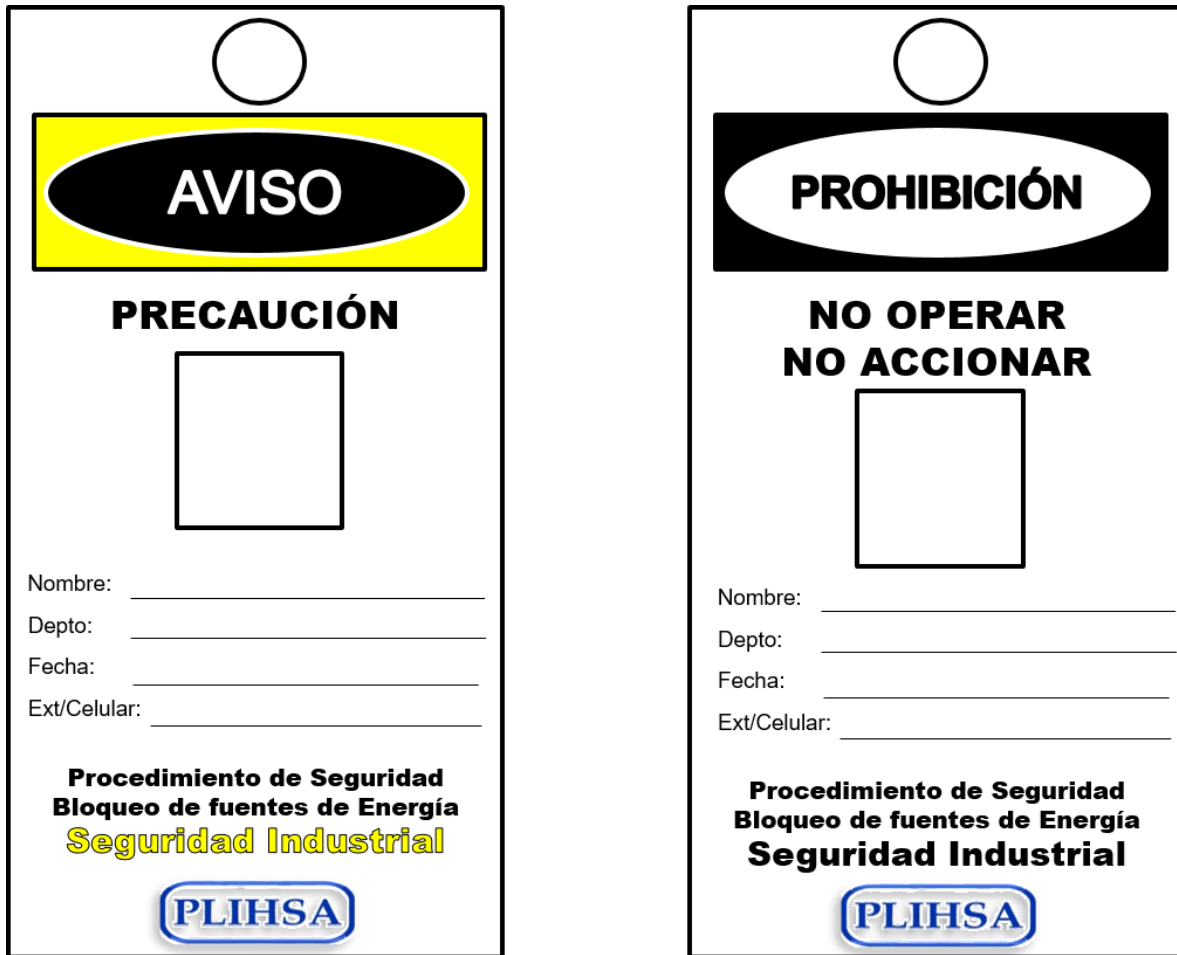 AVISO
PRECAUCIÓN
Nombre:
Depto:
Fecha:
Ext/Celular:
Procedimiento de Seguridad
Bloqueo de fuentes de Energía
Seguridad Industrial
PLIHSA
PROHIBICIÓN
NO OPERAR
NO ACCIONAR
Nombre:
Depto:
Fecha:
Ext/Celular:
Procedimiento de Seguridad
Bloqueo de fuentes de Energía
Seguridad Industrial
PLIHSA